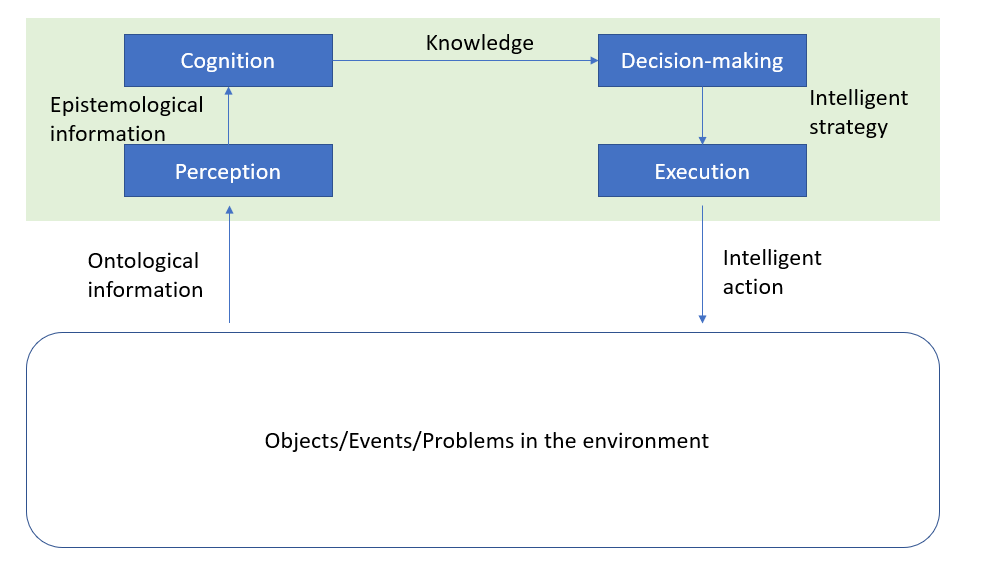 Cognition
Knowledge
Decision-making
Epistemological
information
Intelligent
strategy
Perception
Execution
Ontological
information
Intelligent
action
Objects/Events/Problems in the environment